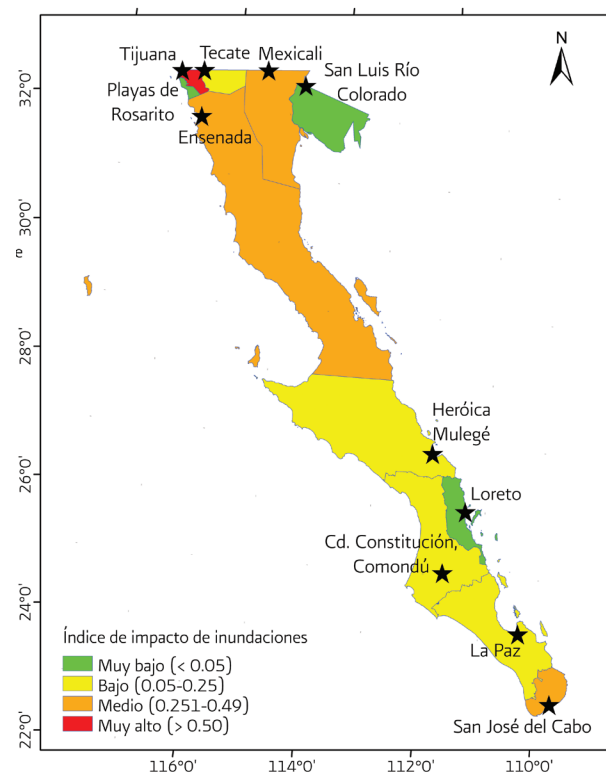 N
Tijuana
Tecate
Mexicali
San Luis Río
Colorado
Playas de
Rosarito
Ensenada
32°0'
30°0'
28°0'
26°0'
24°0'
22°0'
Heróica
Mulegé
Loreto
Cd. Constitución,
Comondú
La Paz
San José del Cabo
Índice de impacto de inundaciones
Muy bajo (< 0.05)
Bajo (0.05-0.25)
Medio (0.251-0.49)
Muy alto (> 0.50)
116°0'
114°0'
112°0'
110°0'